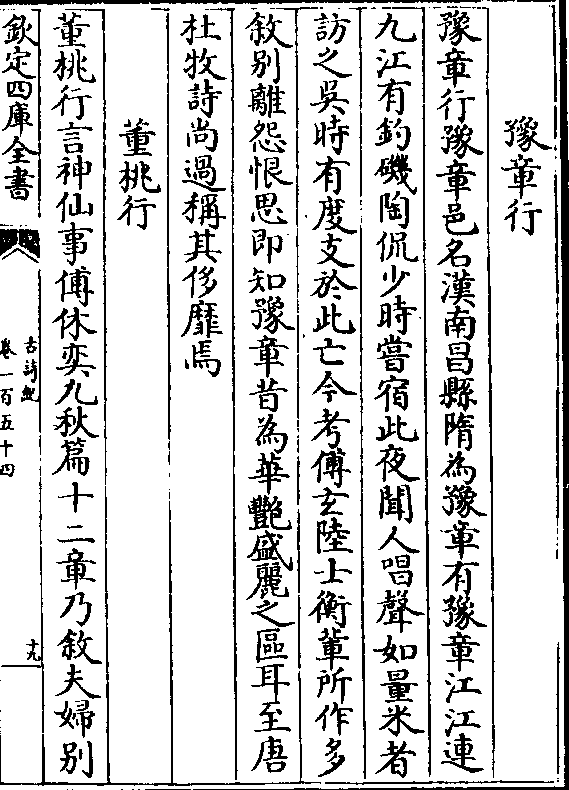 豫章行
豫章行豫章邑名漢南昌縣隋為豫章有豫章江江連
九江有釣磯陶侃少時嘗宿此夜聞人唱聲如量米者
訪之吳時有度支於此亡今考傅玄陸士衡軰所作多
敘别離怨恨思即知豫章昔為華艷盛麗之區耳至唐
杜牧詩尚過稱其侈靡焉
董桃行
董桃行言神仙事傅休奕九秋篇十二章乃敘夫婦别
欽定四庫全書
古詩紀
卷一百五十四
十九